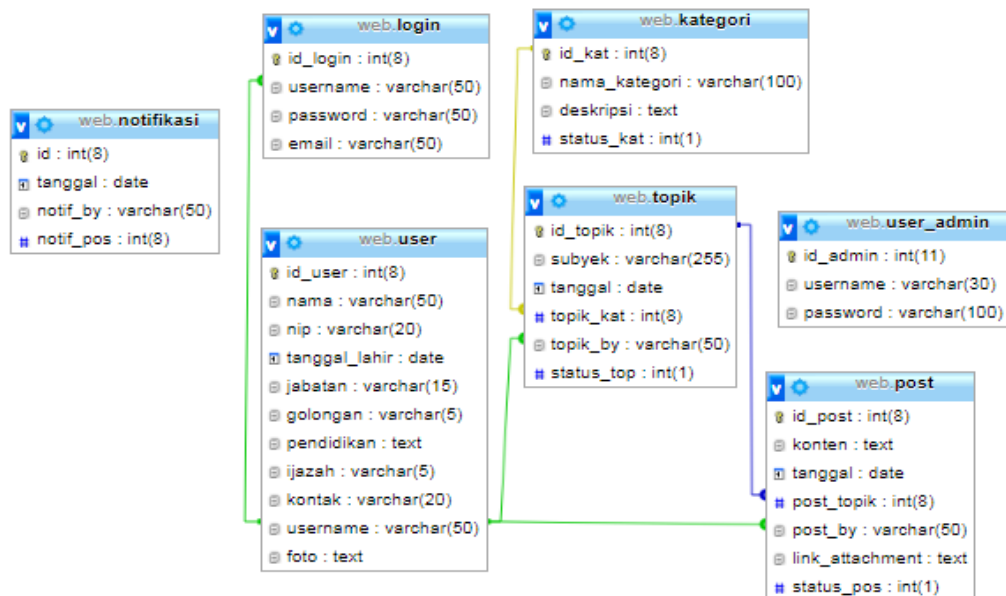 web.login
id_login : int(8)
username : varchar(50)
password : varchar(50)
email : varchar(50)
web.kategori
id_kat : int(8)
nama_kategori : varchar(100)
deskripsi : text
status_kat : int(1)
web.notifikasi
id : int(8)
tanggal : date
notif_by : varchar(50)
notif_pos : int(8)
web.topik
id_topik : int(8)
subyek : varchar(255)
tanggal : date
topik_kat : int(8)
topik_by : varchar(50)
status_top : int(1)
web.user_admin
id_admin : int(11)
username : varchar(30)
password : varchar(100)
web.user
id_user : int(8)
nama : varchar(50)
nip : varchar(20)
tanggal_lahir : date
jabatan : varchar(15)
golongan : varchar(5)
pendidikan : text
ijazah : varchar(5)
kontak : varchar(20)
username : varchar(50)
foto : text
web.post
id_post : int(8)
konten : text
tanggal : date
post_topik : int(8)
post_by : varchar(50)
link_attachment : text
status_pos : int(1)